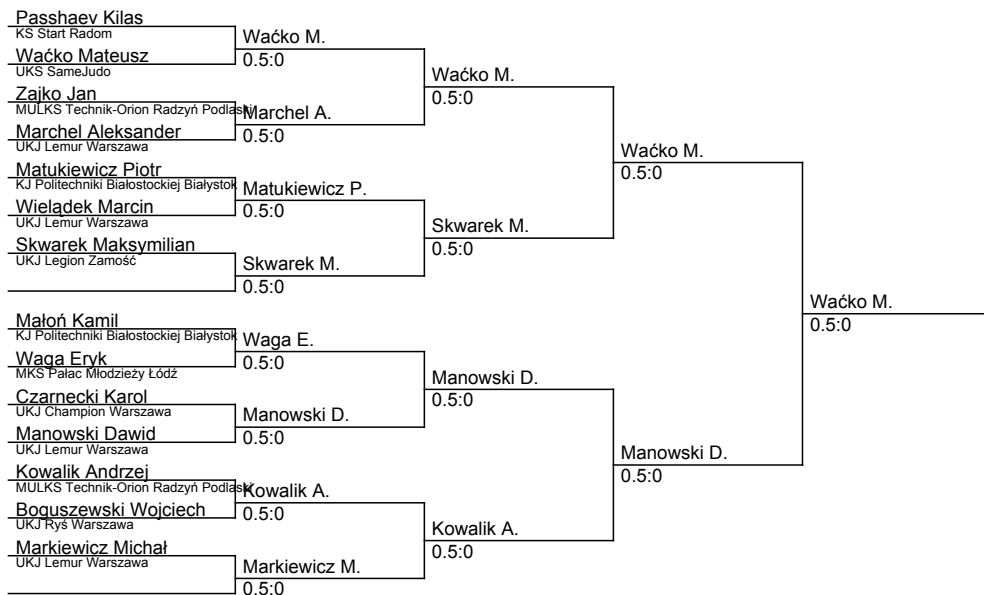 Passhaev Kilas
KS Start Radom
Waćko Mateusz
UKS SameJudo
Zajko Jan
MULKS Technik-Orion Radzyń Podlaski
Marchel Aleksander
UKJ Lemur Warszawa
Matukiewicz Piotr
KJ Politechniki Białostockiej Białystok
Wielądek Marcin
UKJ Lemur Warszawa
Skwarek Maksymilian
UKJ Legion Zamość
Małoń Kamil
KJ Politechniki Białostockiej Białystok
Waga Eryk
MKS Pałac Młodzieży Łódź
Czarnecki Karol
UKJ Champion Warszawa
Manowski Dawid
UKJ Lemur Warszawa
Kowalik Andrzej
MULKS Technik-Orion Radzyń Podlaski
Boguszewski Wojciech
UKJ Ryś Warszawa
Markiewicz Michał
UKJ Lemur Warszawa
Waćko M.
0.5:0
Marchel A.
0.5:0
Matukiewicz P.
0.5:0
Skwarek M.
0.5:0
Waga E.
0.5:0
Manowski D.
0.5:0
Kowalik A.
0.5:0
Markiewicz M.
0.5:0
Waćko M.
0.5:0
Skwarek M.
0.5:0
Manowski D.
0.5:0
Kowalik A.
0.5:0
Waćko M.
0.5:0
Manowski D.
0.5:0
Waćko M.
0.5:0